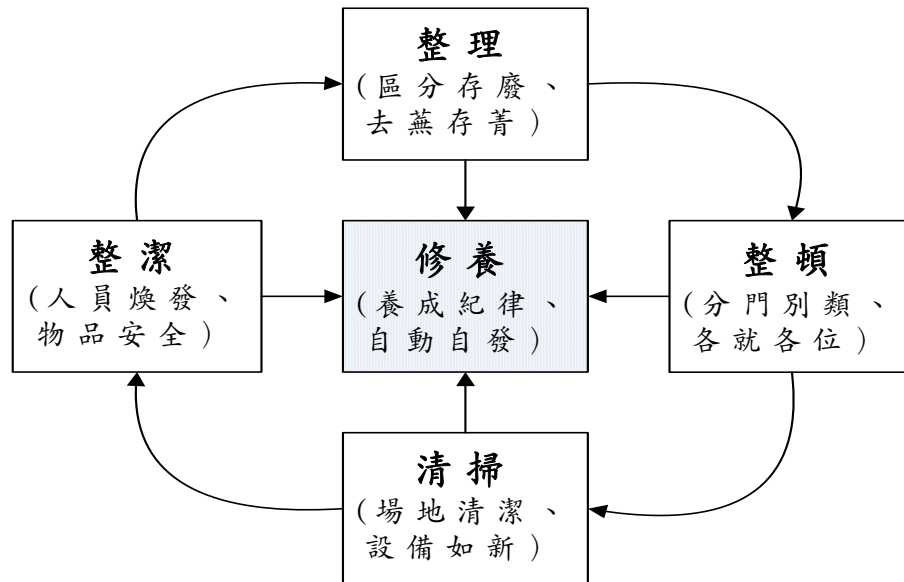 整理
(區分存廢、
去蕪存菁)
整潔
(人員煥發、
物品安全)
修養
(養成紀律、
自動自發)
整頓
(分門別類、
各就各位)
清掃
(場地清潔、
設備如新)